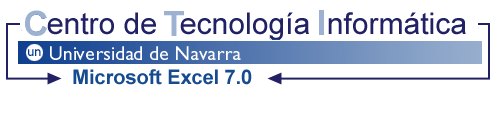 Centro de Tecnología Informática
un Universidad de Navarra
Microsoft Excel 7.0